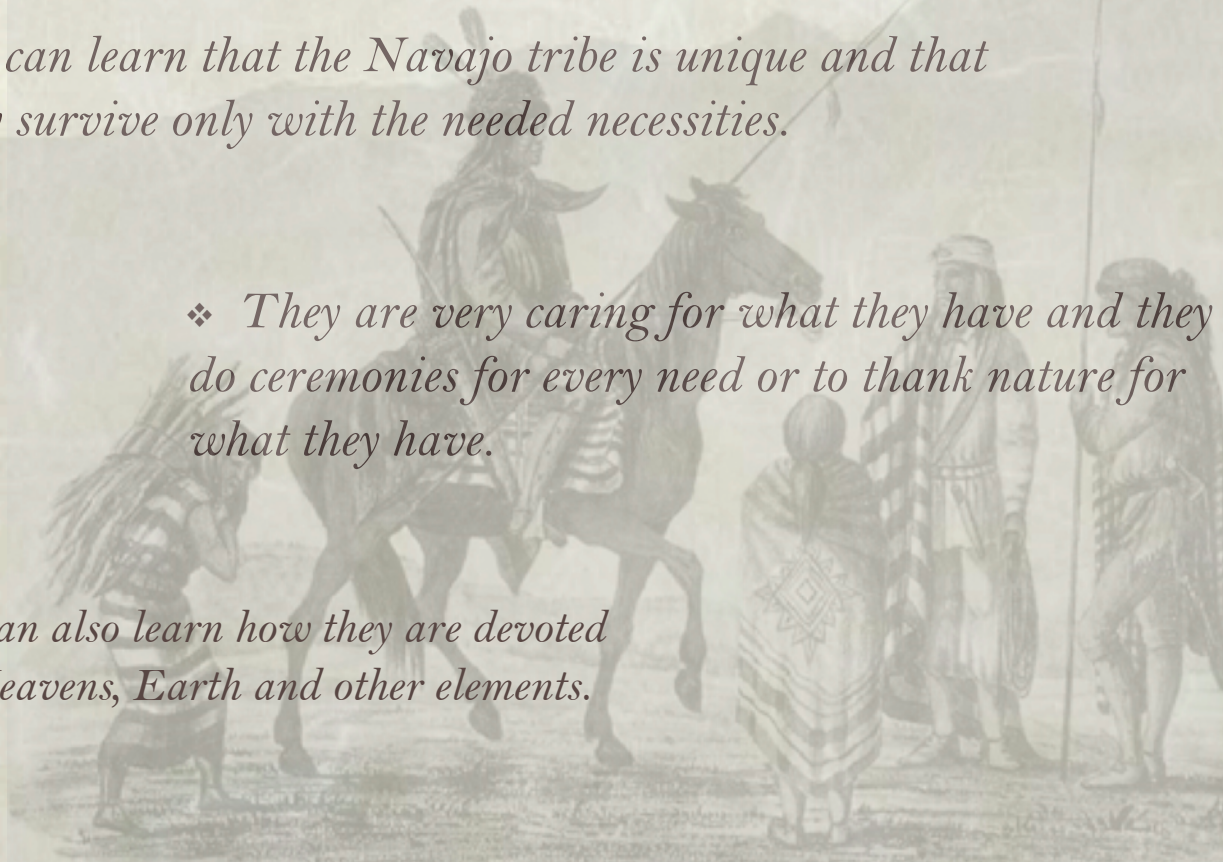 can learn that the Navajo tribe is unique and that
survive only with the needed necessities.
❖ They are very caring for what they have and they
do ceremonies for every need or to thank nature for
what they have.
an also learn how they are devoted
eavens, Earth and other elements.